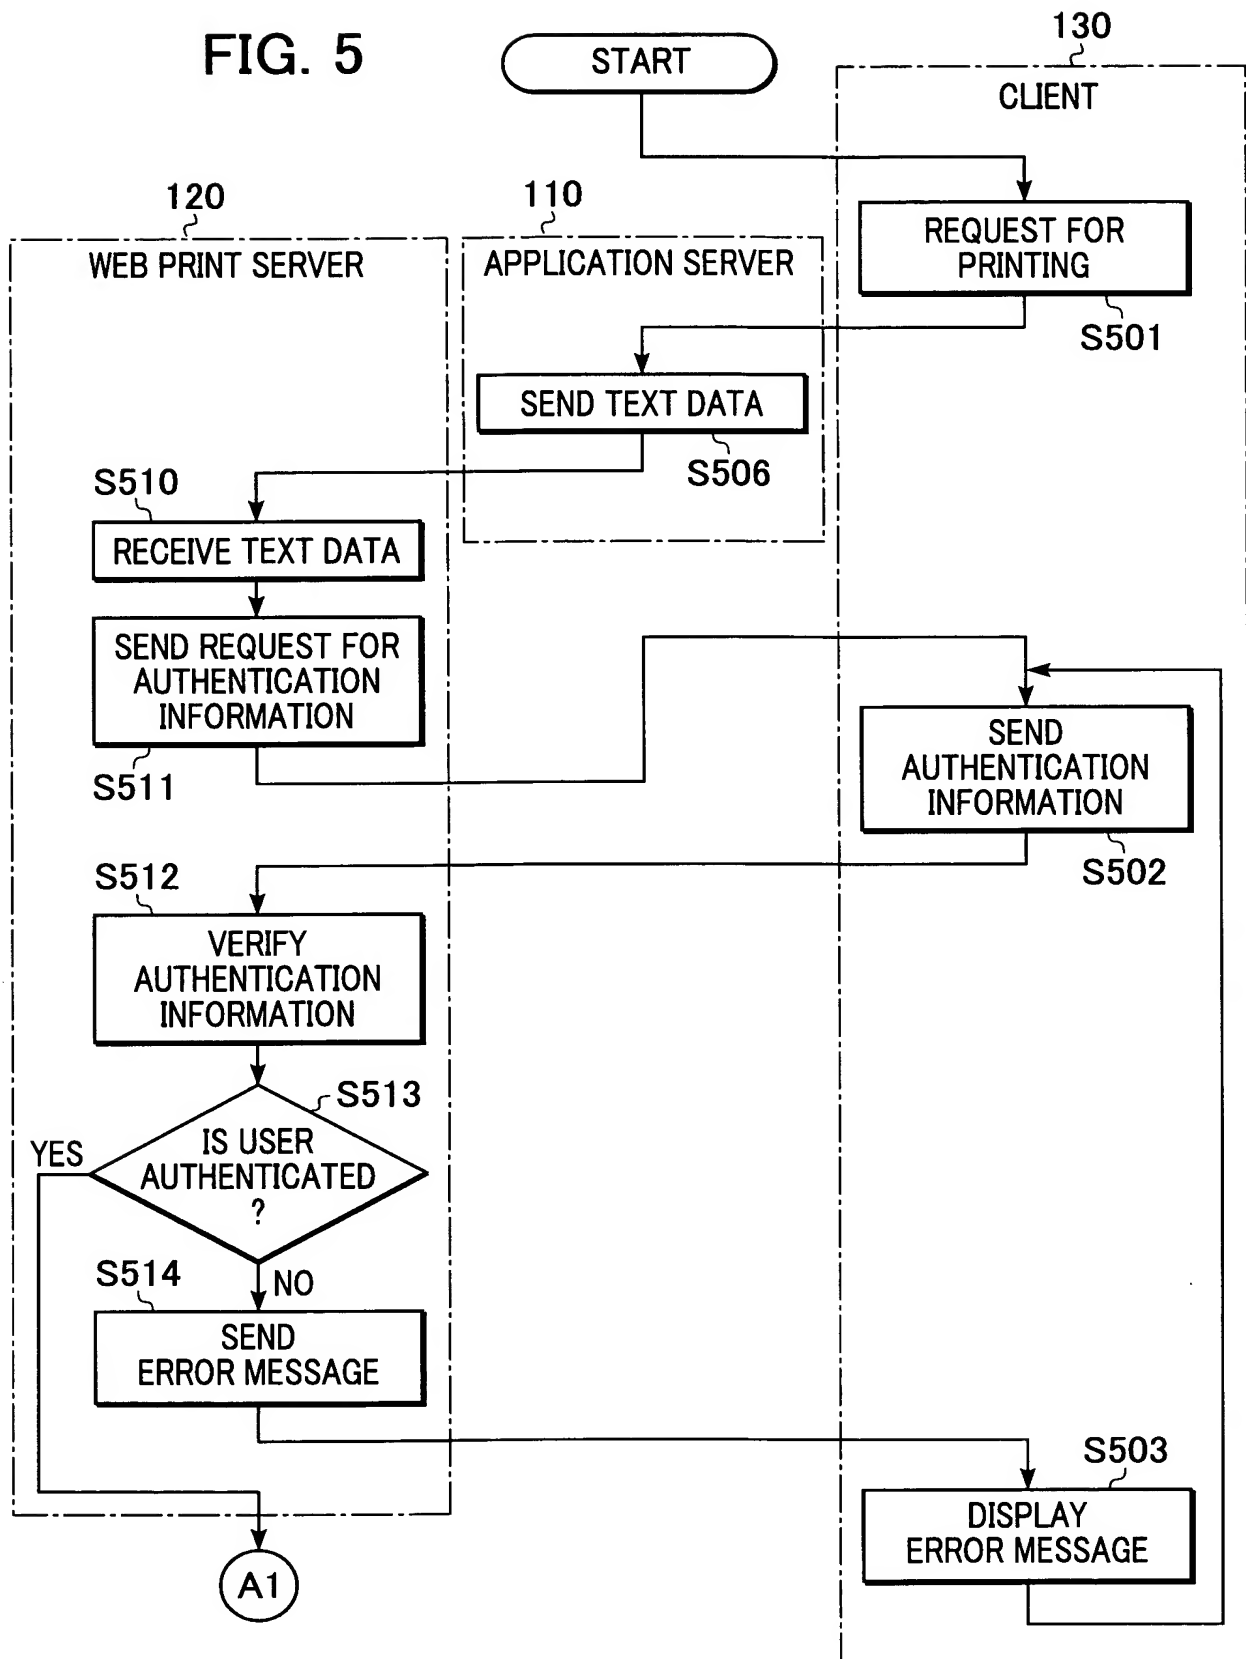 FIG. 5
START
130
CLIENT
120
110
REQUEST FOR
PRINTING
WEB PRINT SERVER
APPLICATION SERVER
S501
SEND TEXT DATA
S506
S510
RECEIVE TEXT DATA
SEND REQUEST FOR
AUTHENTICATION
INFORMATION
S511
SEND
AUTHENTICATION
INFORMATION
S502
S512
VERIFY
AUTHENTICATION
INFORMATION
S513
YES
IS USER
AUTHENTICATED
?
NO
S514
SEND
ERROR MESSAGE
S503
DISPLAY
ERROR MESSAGE
A1